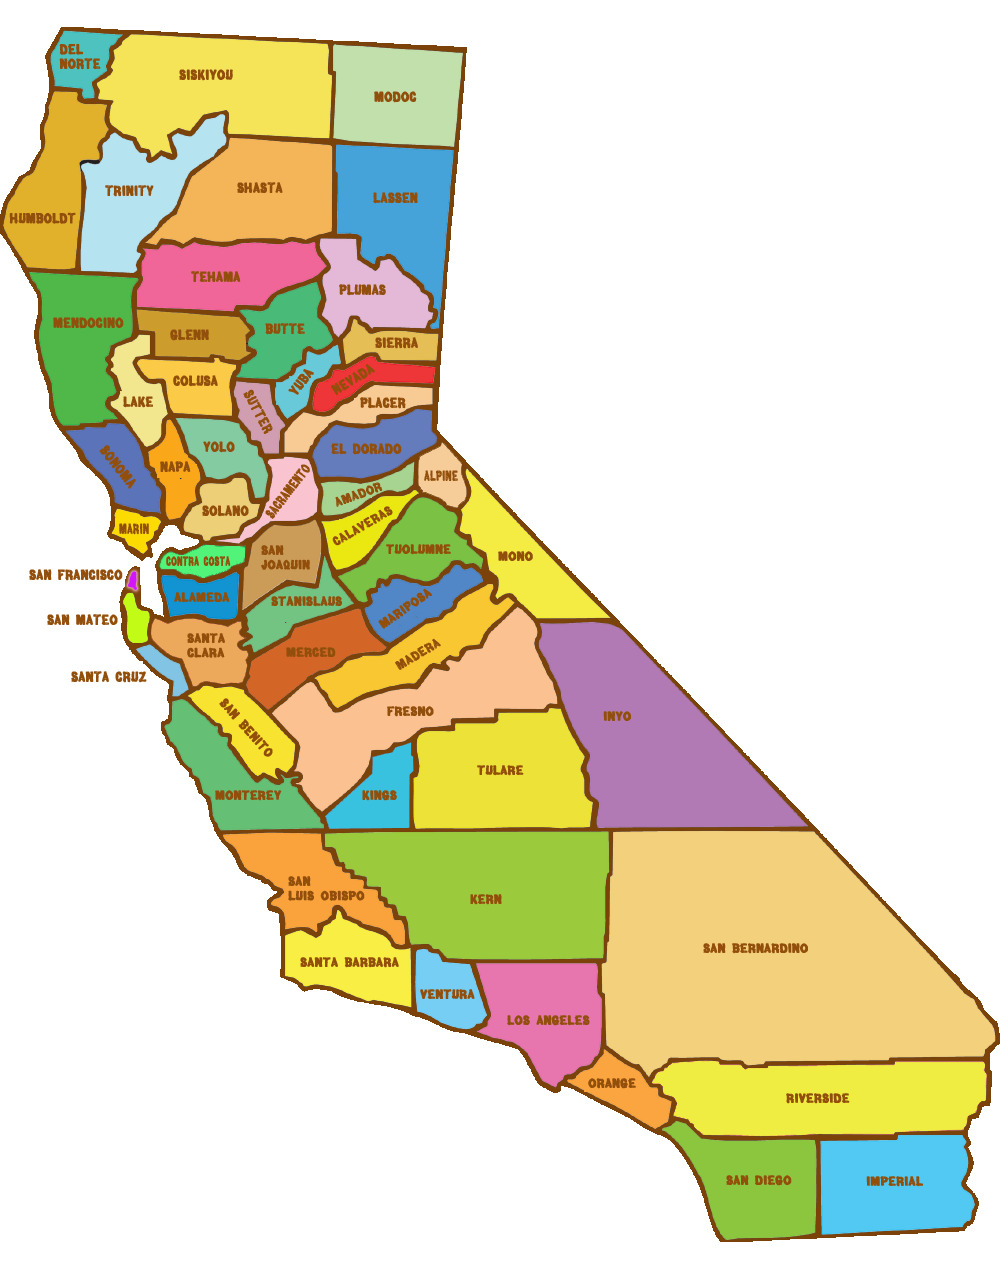 DEL
NORTE
SISKIYOU
MODOC
TRINITY
SHASTA
LASSEN
HUMBOLDT
TEHAMA
PLUMAS
MENDOCINO
GLENN
BUTTE
SIERRA
COLUSA
YUBA
NEVADA
LAKE
SUTTER
PLACER
YOLO
EL DORADO
SONOMA
NAPA
SACRAMENTO
ALPINE
AMADOR
SOLANO
MARIN
CALAVERAS
CONTRA COSTA
SAN
JOAQUIN
TUOLUMNE
MONO
SAN FRANCISCO
ALAMEDA
STANISLAUS
MARIPOSA
SAN MATEO
SANTA
CLARA
MERCED
MADERA
SANTA CRUZ
SAN BENITO
FRESNO
INYO
MONTEREY
KINGS
TULARE
SAN
LUIS OBISPO
KERN
SAN BERNARDINO
SANTA BARBARA
VENTURA
LOS ANGELES
ORANGE
RIVERSIDE
SAN DIEGO
IMPERIAL